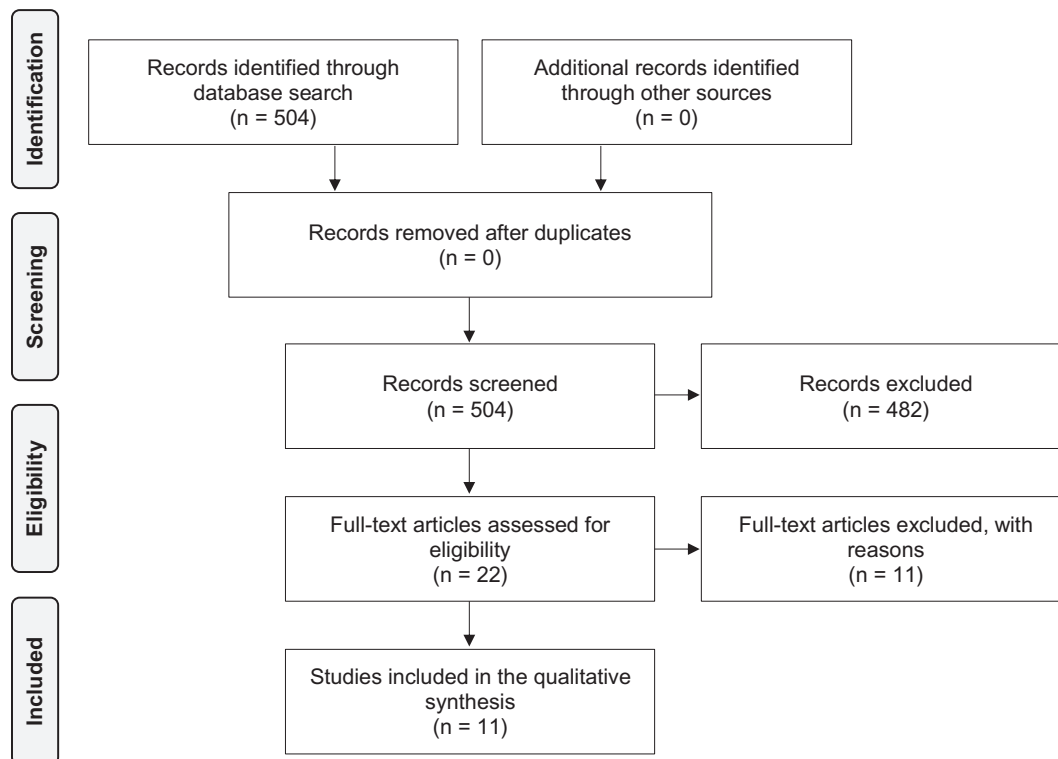 Identification
Records identified through
database search
(n = 504)
Additional records identified
through other sources
(n = 0)
Screening
Records removed after duplicates
(n = 0)
Records screened
(n = 504)
Records excluded
(n = 482)
Eligibility
Full-text articles assessed for
eligibility
(n = 22)
Full-text articles excluded, with
reasons
(n = 11)
Included
Studies included in the qualitative
synthesis
(n = 11)